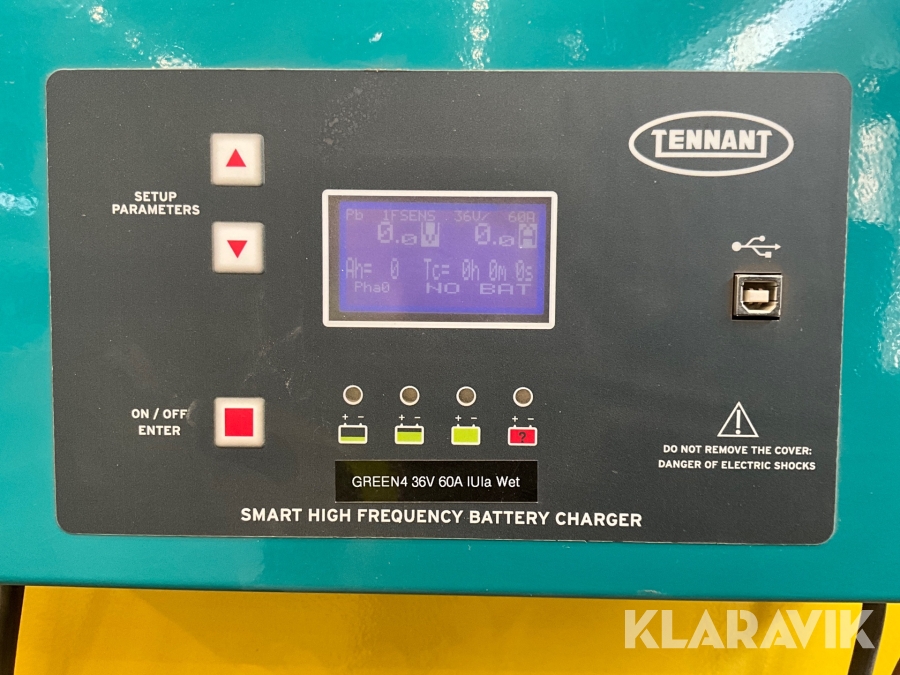 TENNANT
SETUP
PARAMETERS
Pb 1FSENS 36V/ 60A
0.0V 0.0A
Ah= 0 Tc= 0h 0m 0s
Pha0 NO BAT
ON / OFF
ENTER
+ - + - + - + -
?
DO NOT REMOVE THE COVER:
DANGER OF ELECTRIC SHOCKS
GREEN4 36V 60A IUIa Wet
SMART HIGH FREQUENCY BATTERY CHARGER
KLARAVIK